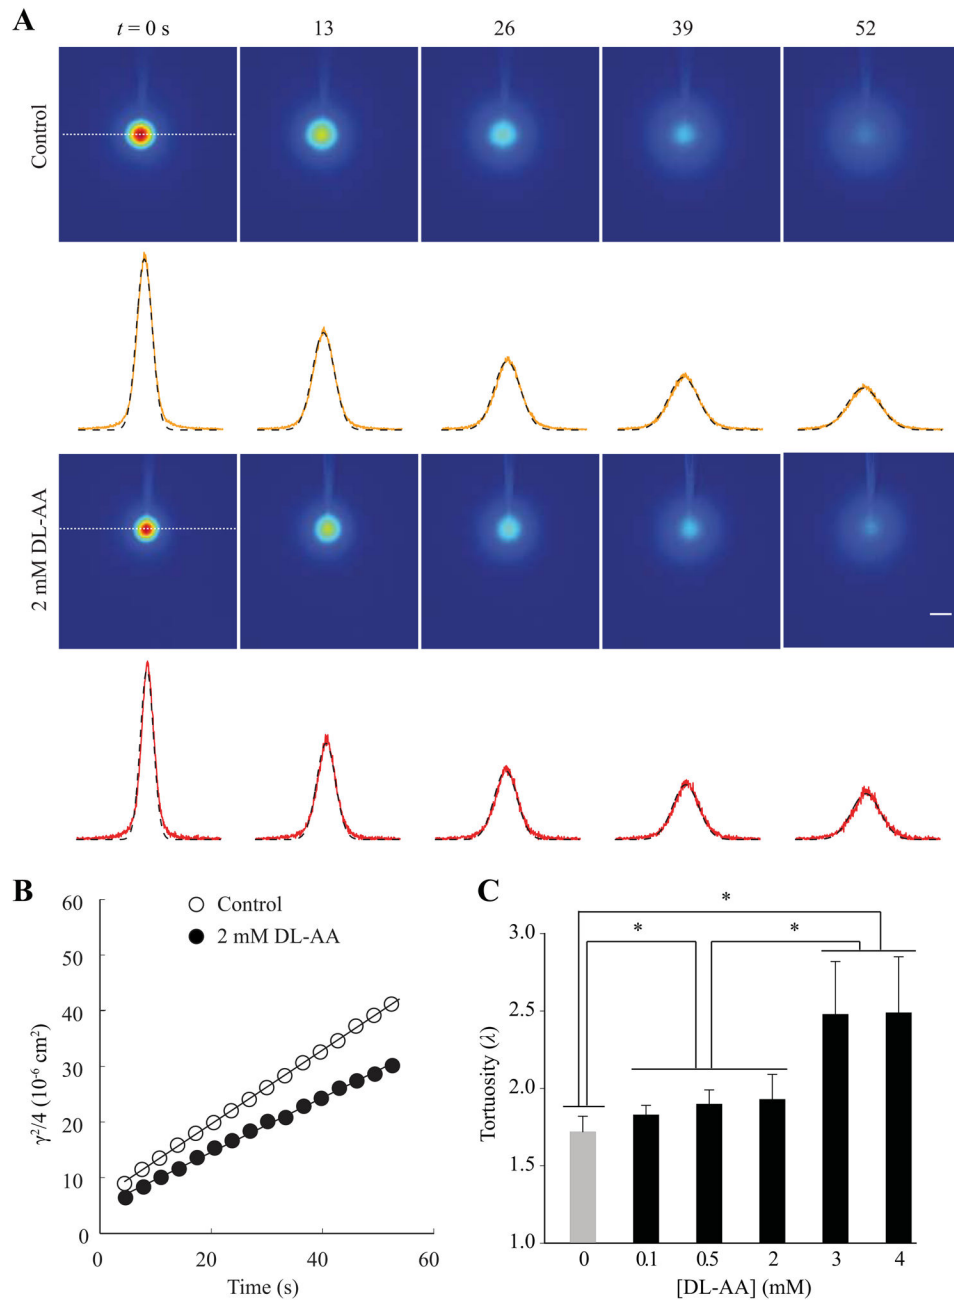 A
t = 0 s 13 26 39 52
Control
2 mM DL-AA
B
60
50
40
30
20
10
0
γ²/4 (10⁻⁶ cm²)
Control
2 mM DL-AA
0 20 40 60
Time (s)
C
3.0
2.5
2.0
1.5
1.0
Tortuosity (λ)
*
* *
0 0.1 0.5 2 3 4
[DL-AA] (mM)